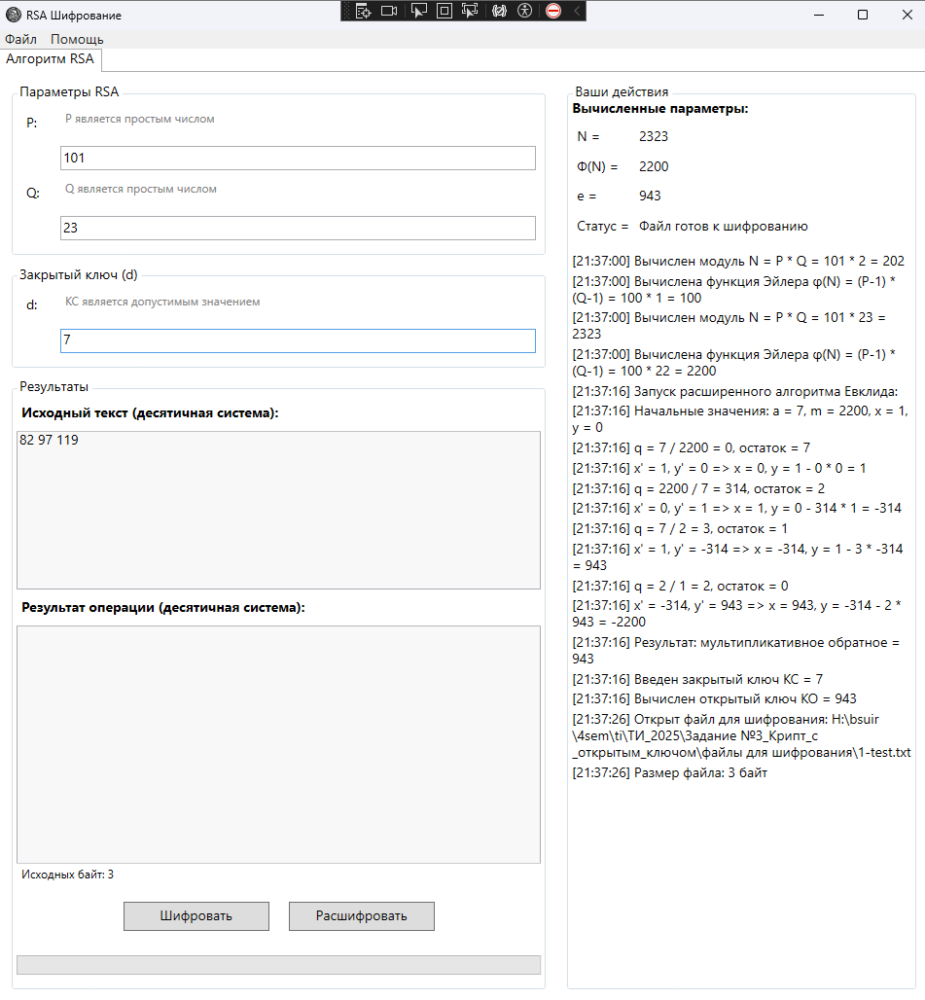 RSA Шифрование
Файл Помощь
Алгоритм RSA
Параметры RSA
P: P является простым числом
101
Q: Q является простым числом
23
Закрытый ключ (d)
d: КС является допустимым значением
7
Результаты
Исходный текст (десятичная система):
82 97 119
Результат операции (десятичная система):
Исходных байт: 3
Шифровать Расшифровать
Ваши действия
Вычисленные параметры:
N = 2323
Φ(N) = 2200
e = 943
Статус = Файл готов к шифрованию
[21:37:00] Вычислен модуль N = P * Q = 101 * 2 = 202
[21:37:00] Вычислена функция Эйлера φ(N) = (P-1) *
(Q-1) = 100 * 1 = 100
[21:37:00] Вычислен модуль N = P * Q = 101 * 23 =
2323
[21:37:00] Вычислена функция Эйлера φ(N) = (P-1) *
(Q-1) = 100 * 22 = 2200
[21:37:16] Запуск расширенного алгоритма Евклида:
[21:37:16] Начальные значения: a = 7, m = 2200, x = 1,
y = 0
[21:37:16] q = 7 / 2200 = 0, остаток = 7
[21:37:16] x' = 1, y' = 0 => x = 0, y = 1 - 0 * 0 = 1
[21:37:16] q = 2200 / 7 = 314, остаток = 2
[21:37:16] x' = 0, y' = 1 => x = 1, y = 0 - 314 * 1 = -314
[21:37:16] q = 7 / 2 = 3, остаток = 1
[21:37:16] x' = 1, y' = -314 => x = -314, y = 1 - 3 * -314
= 943
[21:37:16] q = 2 / 1 = 2, остаток = 0
[21:37:16] x' = -314, y' = 943 => x = 943, y = -314 - 2 *
943 = -2200
[21:37:16] Результат: мультипликативное обратное =
943
[21:37:16] Введен закрытый ключ КС = 7
[21:37:16] Вычислен открытый ключ КО = 943
[21:37:26] Открыт файл для шифрования: H:\bsuir
\4sem\ti\ТИ_2025\Задание №3_Крипт_с
_открытым_ключом\файлы для шифрования\1-test.txt
[21:37:26] Размер файла: 3 байт